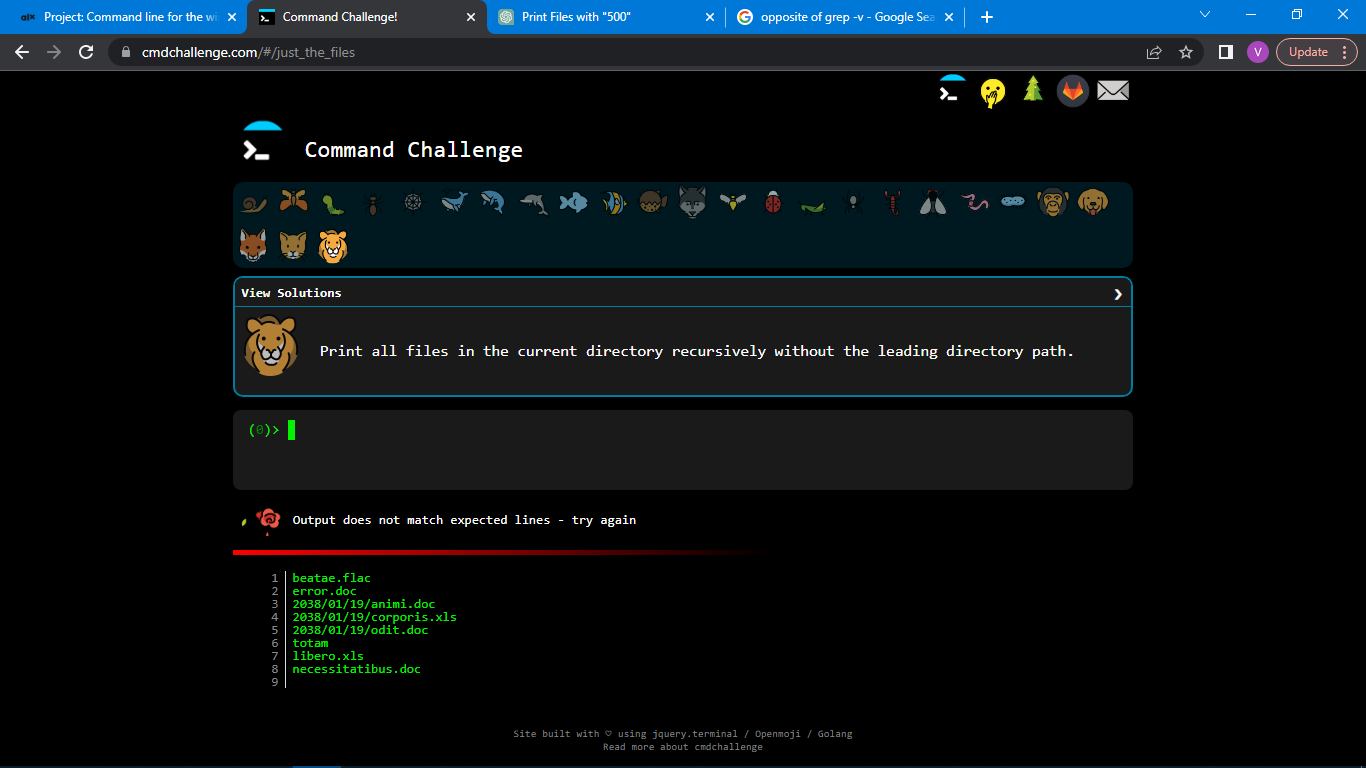 Project: Command line for the wi
Command Challenge!
Print Files with "500"
opposite of grep -v - Google Sea
cmdchallenge.com/#/just_the_files
V
Update
Command Challenge
View Solutions
Print all files in the current directory recursively without the leading directory path.
(0)>
Output does not match expected lines - try again
1 beatae.flac
2 error.doc
3 2038/01/19/animi.doc
4 2038/01/19/corporis.xls
5 2038/01/19/odit.doc
6 totam
7 libero.xls
8 necessitatibus.doc
9
Site built with ♡ using jquery.terminal / Openmoji / Golang
Read more about cmdchallenge